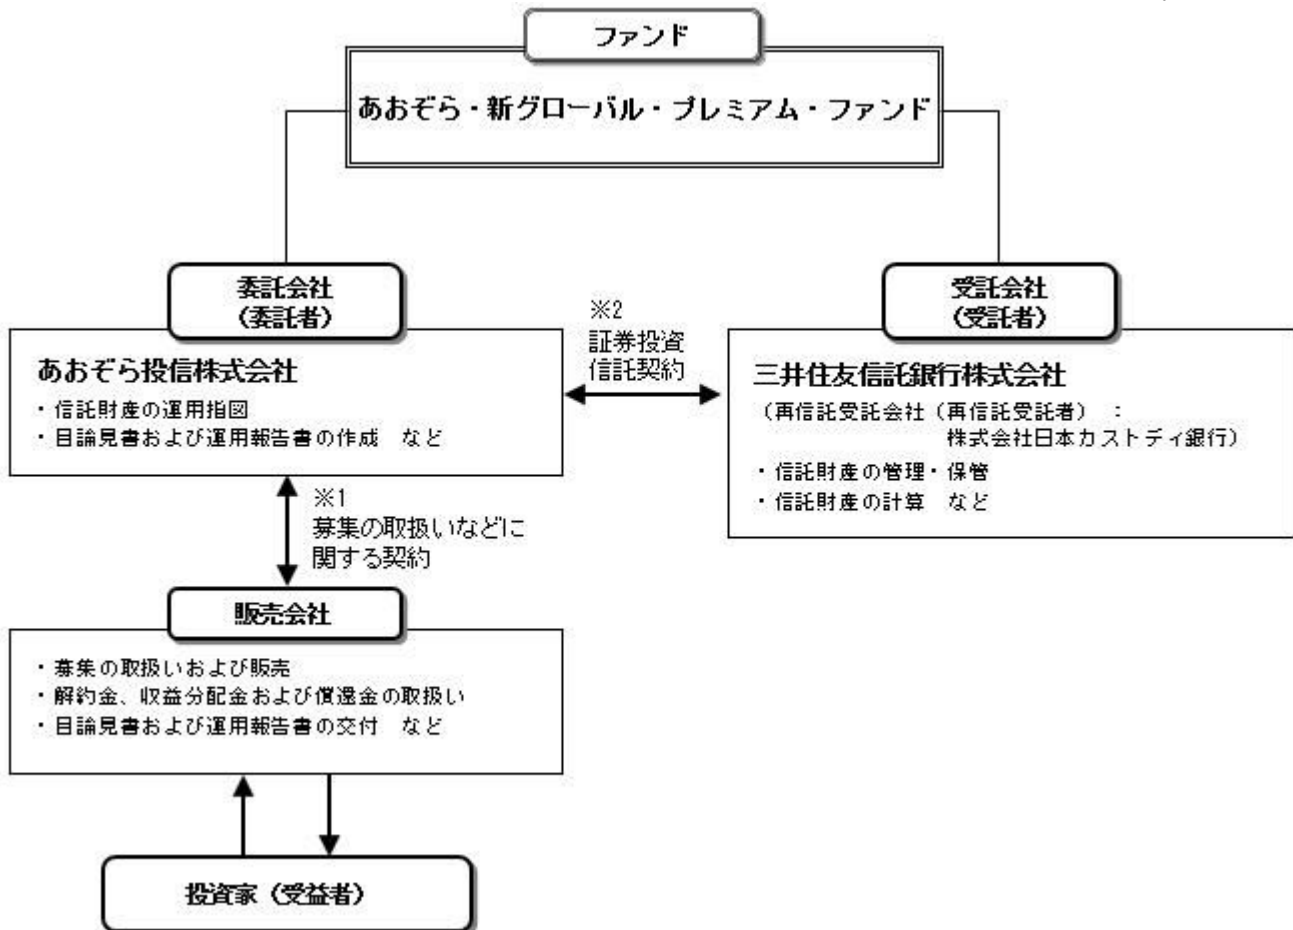 ファンド
あおぞら・新グローバル・プレミアム・ファンド
委託会社
（委託者）
あおぞら投信株式会社
・信託財産の運用指図
・目論見書および運用報告書の作成　など
※2
証券投資
信託契約
受託会社
（受託者）
三井住友信託銀行株式会社
（再信託受託会社（再信託受託者）　：
株式会社日本カストディ銀行）
・信託財産の管理・保管
・信託財産の計算　など
※1
募集の取扱いなどに
関する契約
販売会社
・募集の取扱いおよび販売
・解約金、収益分配金および償還金の取扱い
・目論見書および運用報告書の交付　など
投資家（受益者）